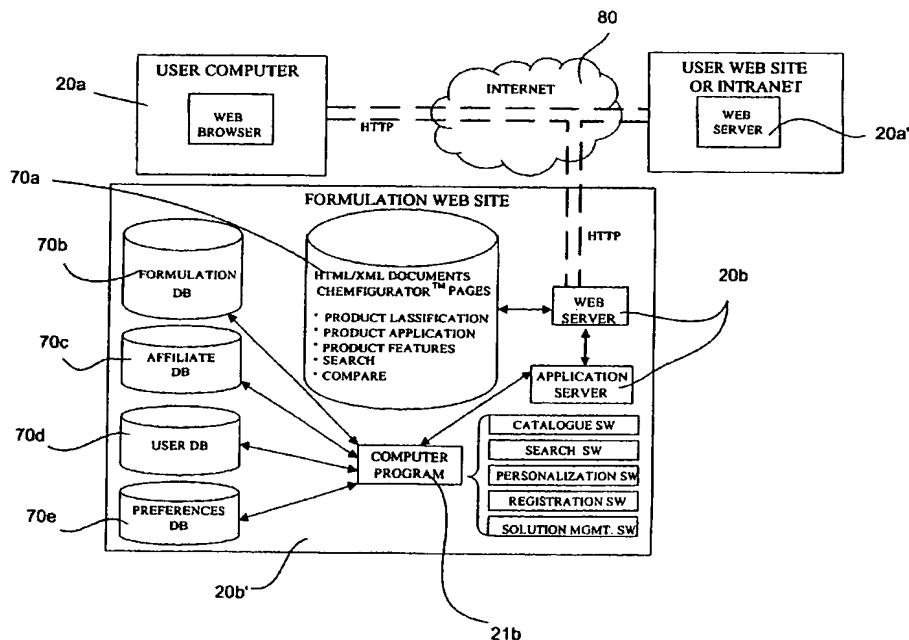 80
USER COMPUTER
WEB
BROWSER
20a
INTERNET
HTTP
USER WEB SITE
OR INTRANET
WEB
SERVER
20a'
70a
FORMULATION WEB SITE
HTTP
70b
FORMULATION
DB
HTML/XML DOCUMENTS
CHEMFIGURATOR™ PAGES
* PRODUCT LASSIFICATION
* PRODUCT APPLICATION
* PRODUCT FEATURES
* SEARCH
* COMPARE
WEB
SERVER
20b
70c
AFFILIATE
DB
APPLICATION
SERVER
70d
USER DB
COMPUTER
PROGRAM
CATALOGUE SW
SEARCH SW
PERSONALIZATION SW
REGISTRATION SW
SOLUTION MGMT. SW
70e
PREFERENCES
DB
20b'
21b